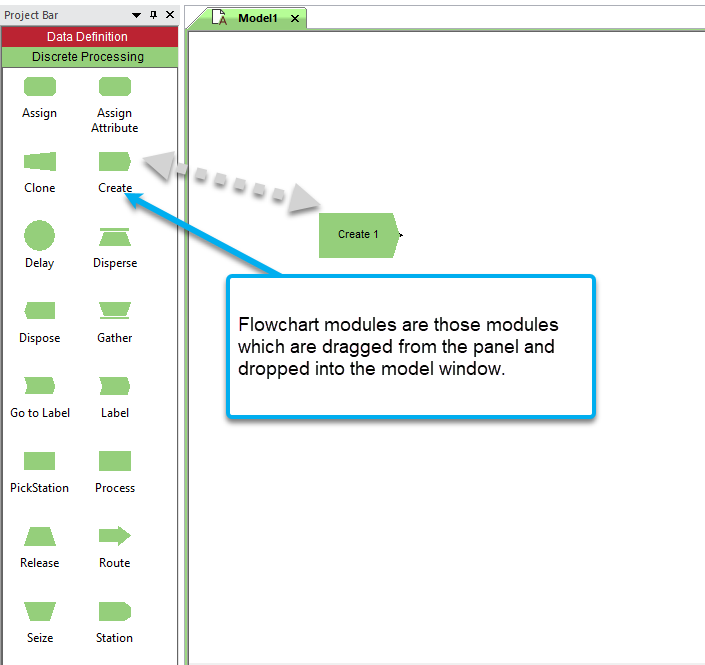 Project Bar
Model1
Data Definition
Discrete Processing
Assign
Assign
Attribute
Clone
Create
Create 1
Delay
Disperse
Flowchart modules are those modules
which are dragged from the panel and
dropped into the model window.
Dispose
Gather
Go to Label
Label
PickStation
Process
Release
Route
Seize
Station